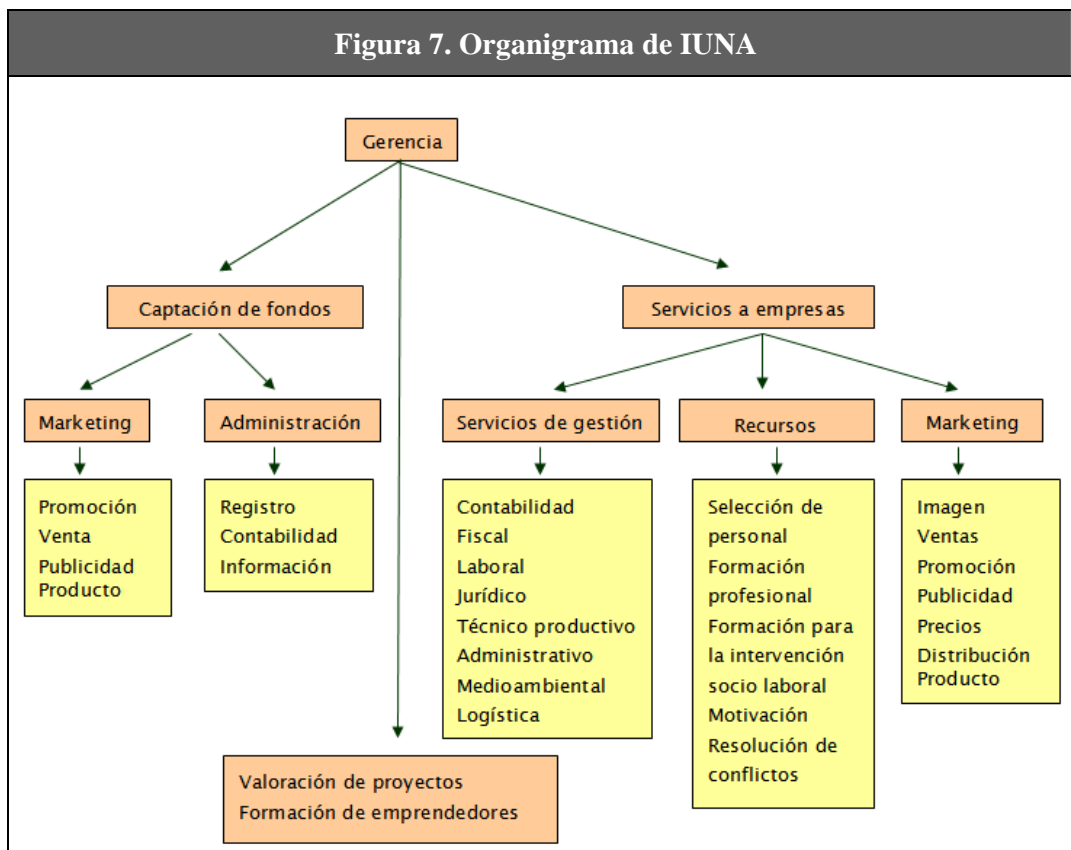 Figura 7. Organigrama de IUNA
Gerencia
Captación de fondos
Servicios a empresas
Marketing
Administración
Servicios de gestión
Recursos
Marketing
Promoción
Venta
Publicidad
Producto
Registro
Contabilidad
Información
Contabilidad
Fiscal
Laboral
Jurídico
Técnico productivo
Administrativo
Medioambiental
Logística
Selección de
personal
Formación
profesional
Formación para
la intervención
socio laboral
Motivación
Resolución de
conflictos
Imagen
Ventas
Promoción
Publicidad
Precios
Distribución
Producto
Valoración de proyectos
Formación de emprendedores